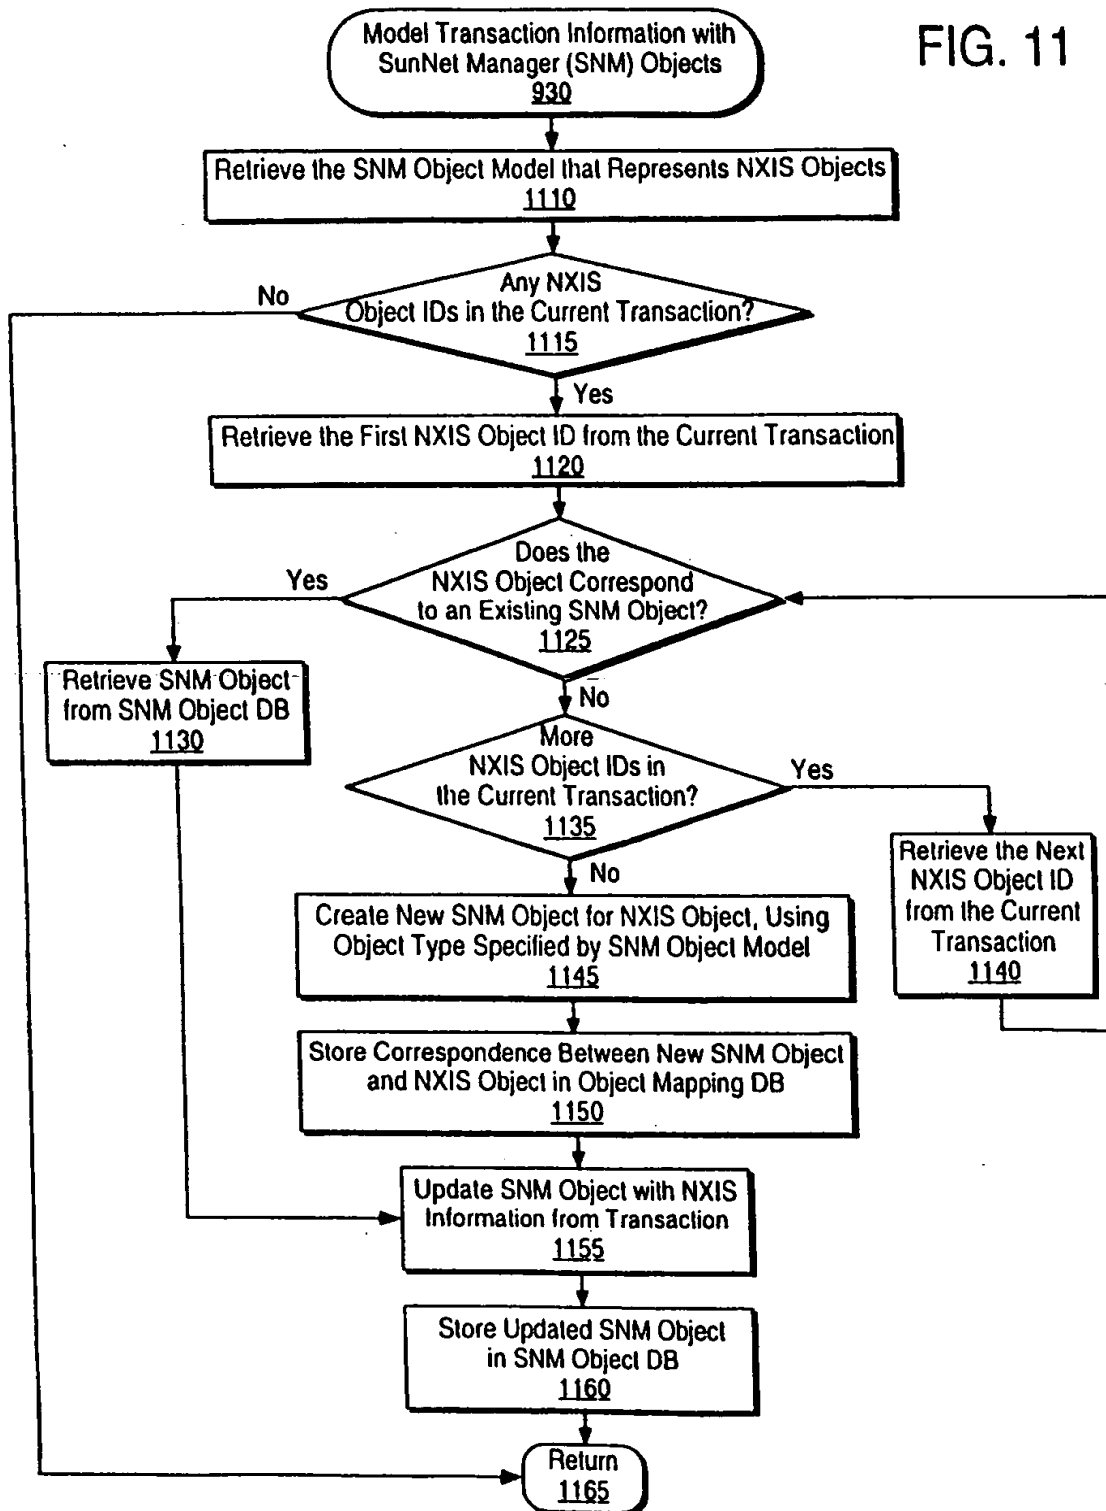 FIG. 11
Model Transaction Information with
SunNet Manager (SNM) Objects
930
Retrieve the SNM Object Model that Represents NXIS Objects
1110
Any NXIS
Object IDs in the Current Transaction?
1115
No
Yes
Retrieve the First NXIS Object ID from the Current Transaction
1120
Does the
NXIS Object Correspond
to an Existing SNM Object?
1125
Yes
No
Retrieve SNM Object
from SNM Object DB
1130
More
NXIS Object IDs in
the Current Transaction?
1135
Yes
No
Retrieve the Next
NXIS Object ID
from the Current
Transaction
1140
Create New SNM Object for NXIS Object, Using
Object Type Specified by SNM Object Model
1145
Store Correspondence Between New SNM Object
and NXIS Object in Object Mapping DB
1150
Update SNM Object with NXIS
Information from Transaction
1155
Store Updated SNM Object
in SNM Object DB
1160
Return
1165